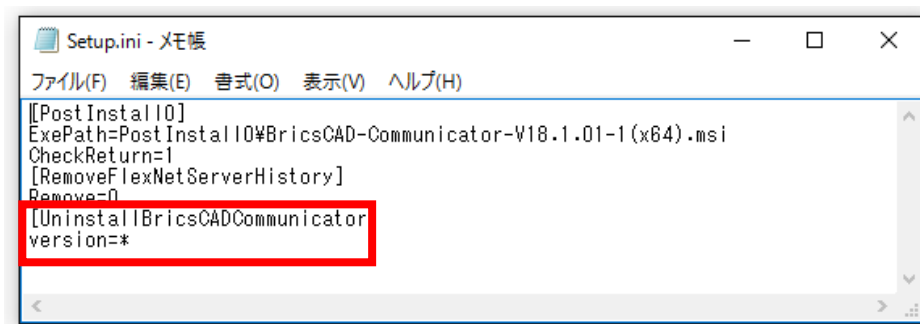 Setup.ini - メモ帳
ファイル(F) 編集(E) 書式(O) 表示(V) ヘルプ(H)
[PostInstall0]
ExePath=PostInstall0¥BricsCAD-Communicator-V18.1.01-1(x64).msi
CheckReturn=1
[RemoveFlexNetServerHistory]
Remove=0
[UninstallBricsCADCommunicator
version=*